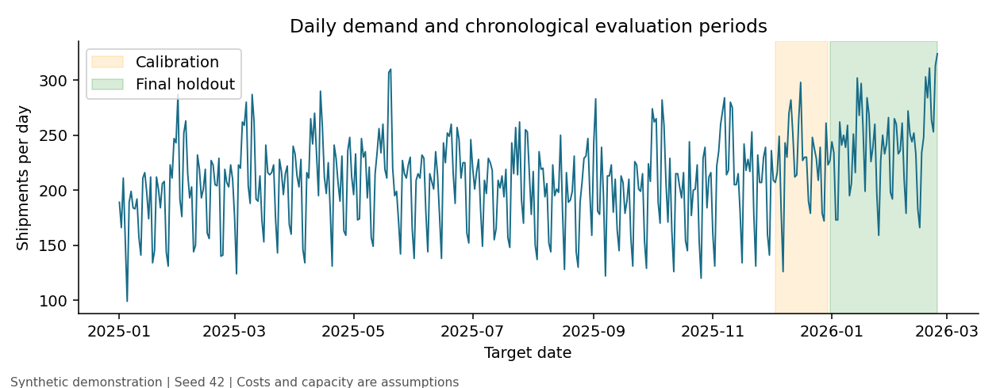 Daily demand and chronological evaluation periods
Calibration
Final holdout
Shipments per day
300
250
200
150
100
2025-01 2025-03 2025-05 2025-07 2025-09 2025-11 2026-01 2026-03
Target date
Synthetic demonstration | Seed 42 | Costs and capacity are assumptions